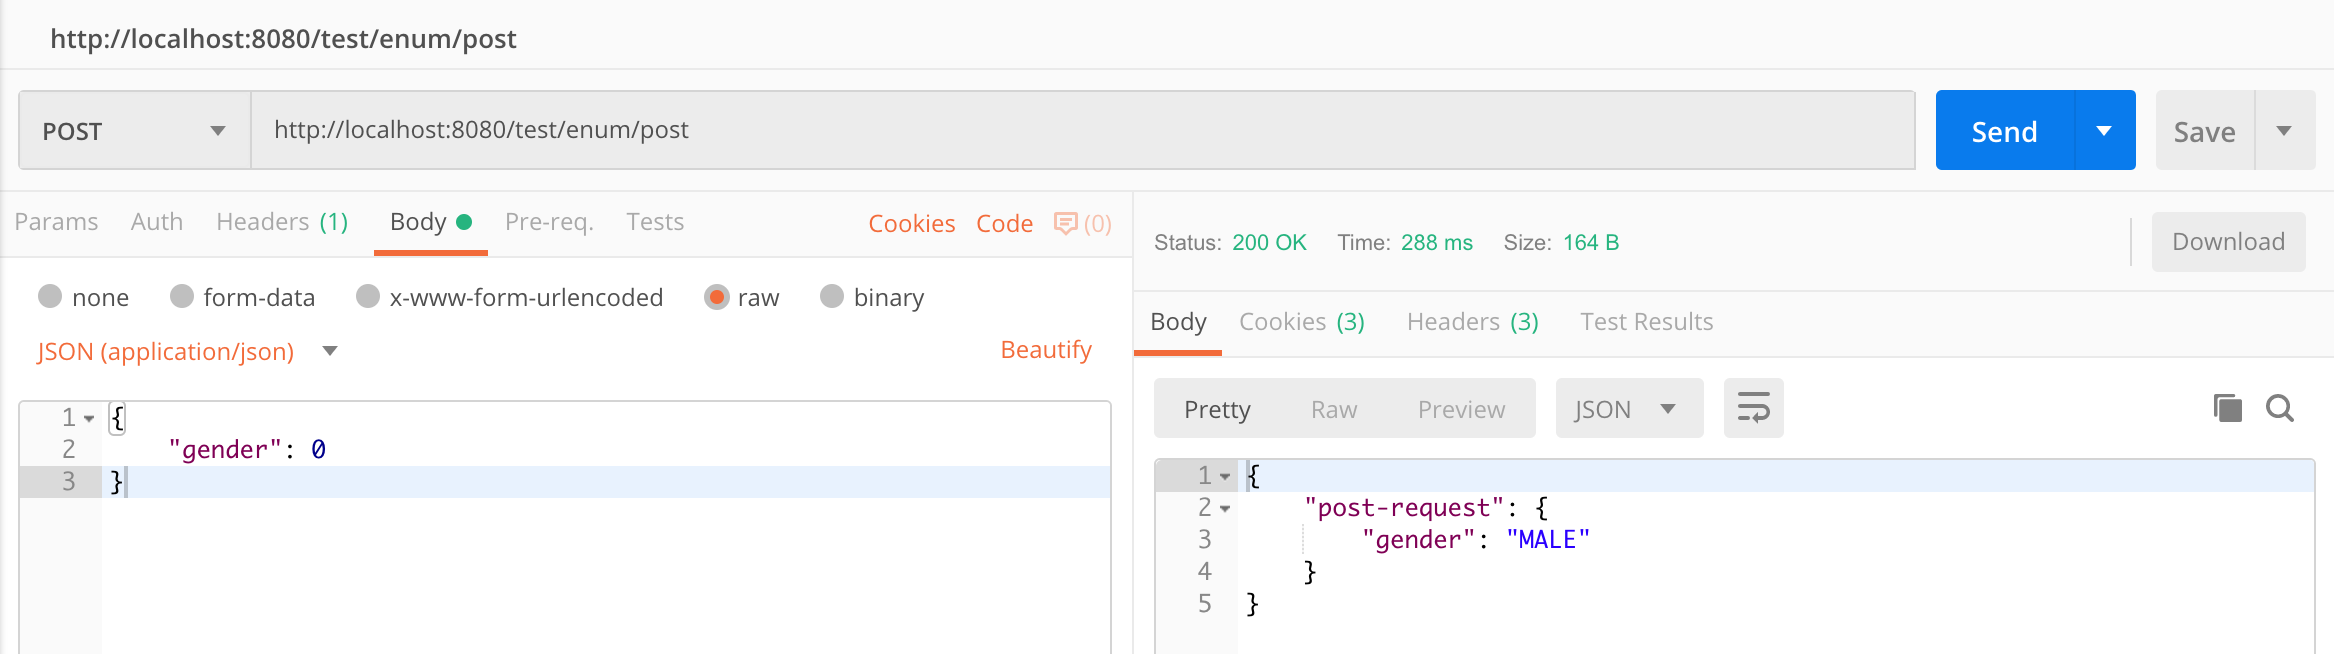 http://localhost:8080/test/enum/post
POST http://localhost:8080/test/enum/post Send Save
Params Auth Headers (1) Body Pre-req. Tests Cookies Code (0)
none form-data x-www-form-urlencoded raw binary
JSON (application/json) Beautify
1 {
2 "gender": 0
3 }
Status: 200 OK Time: 288 ms Size: 164 B Download
Body Cookies (3) Headers (3) Test Results
Pretty Raw Preview JSON
1 {
2 "post-request": {
3 "gender": "MALE"
4 }
5 }